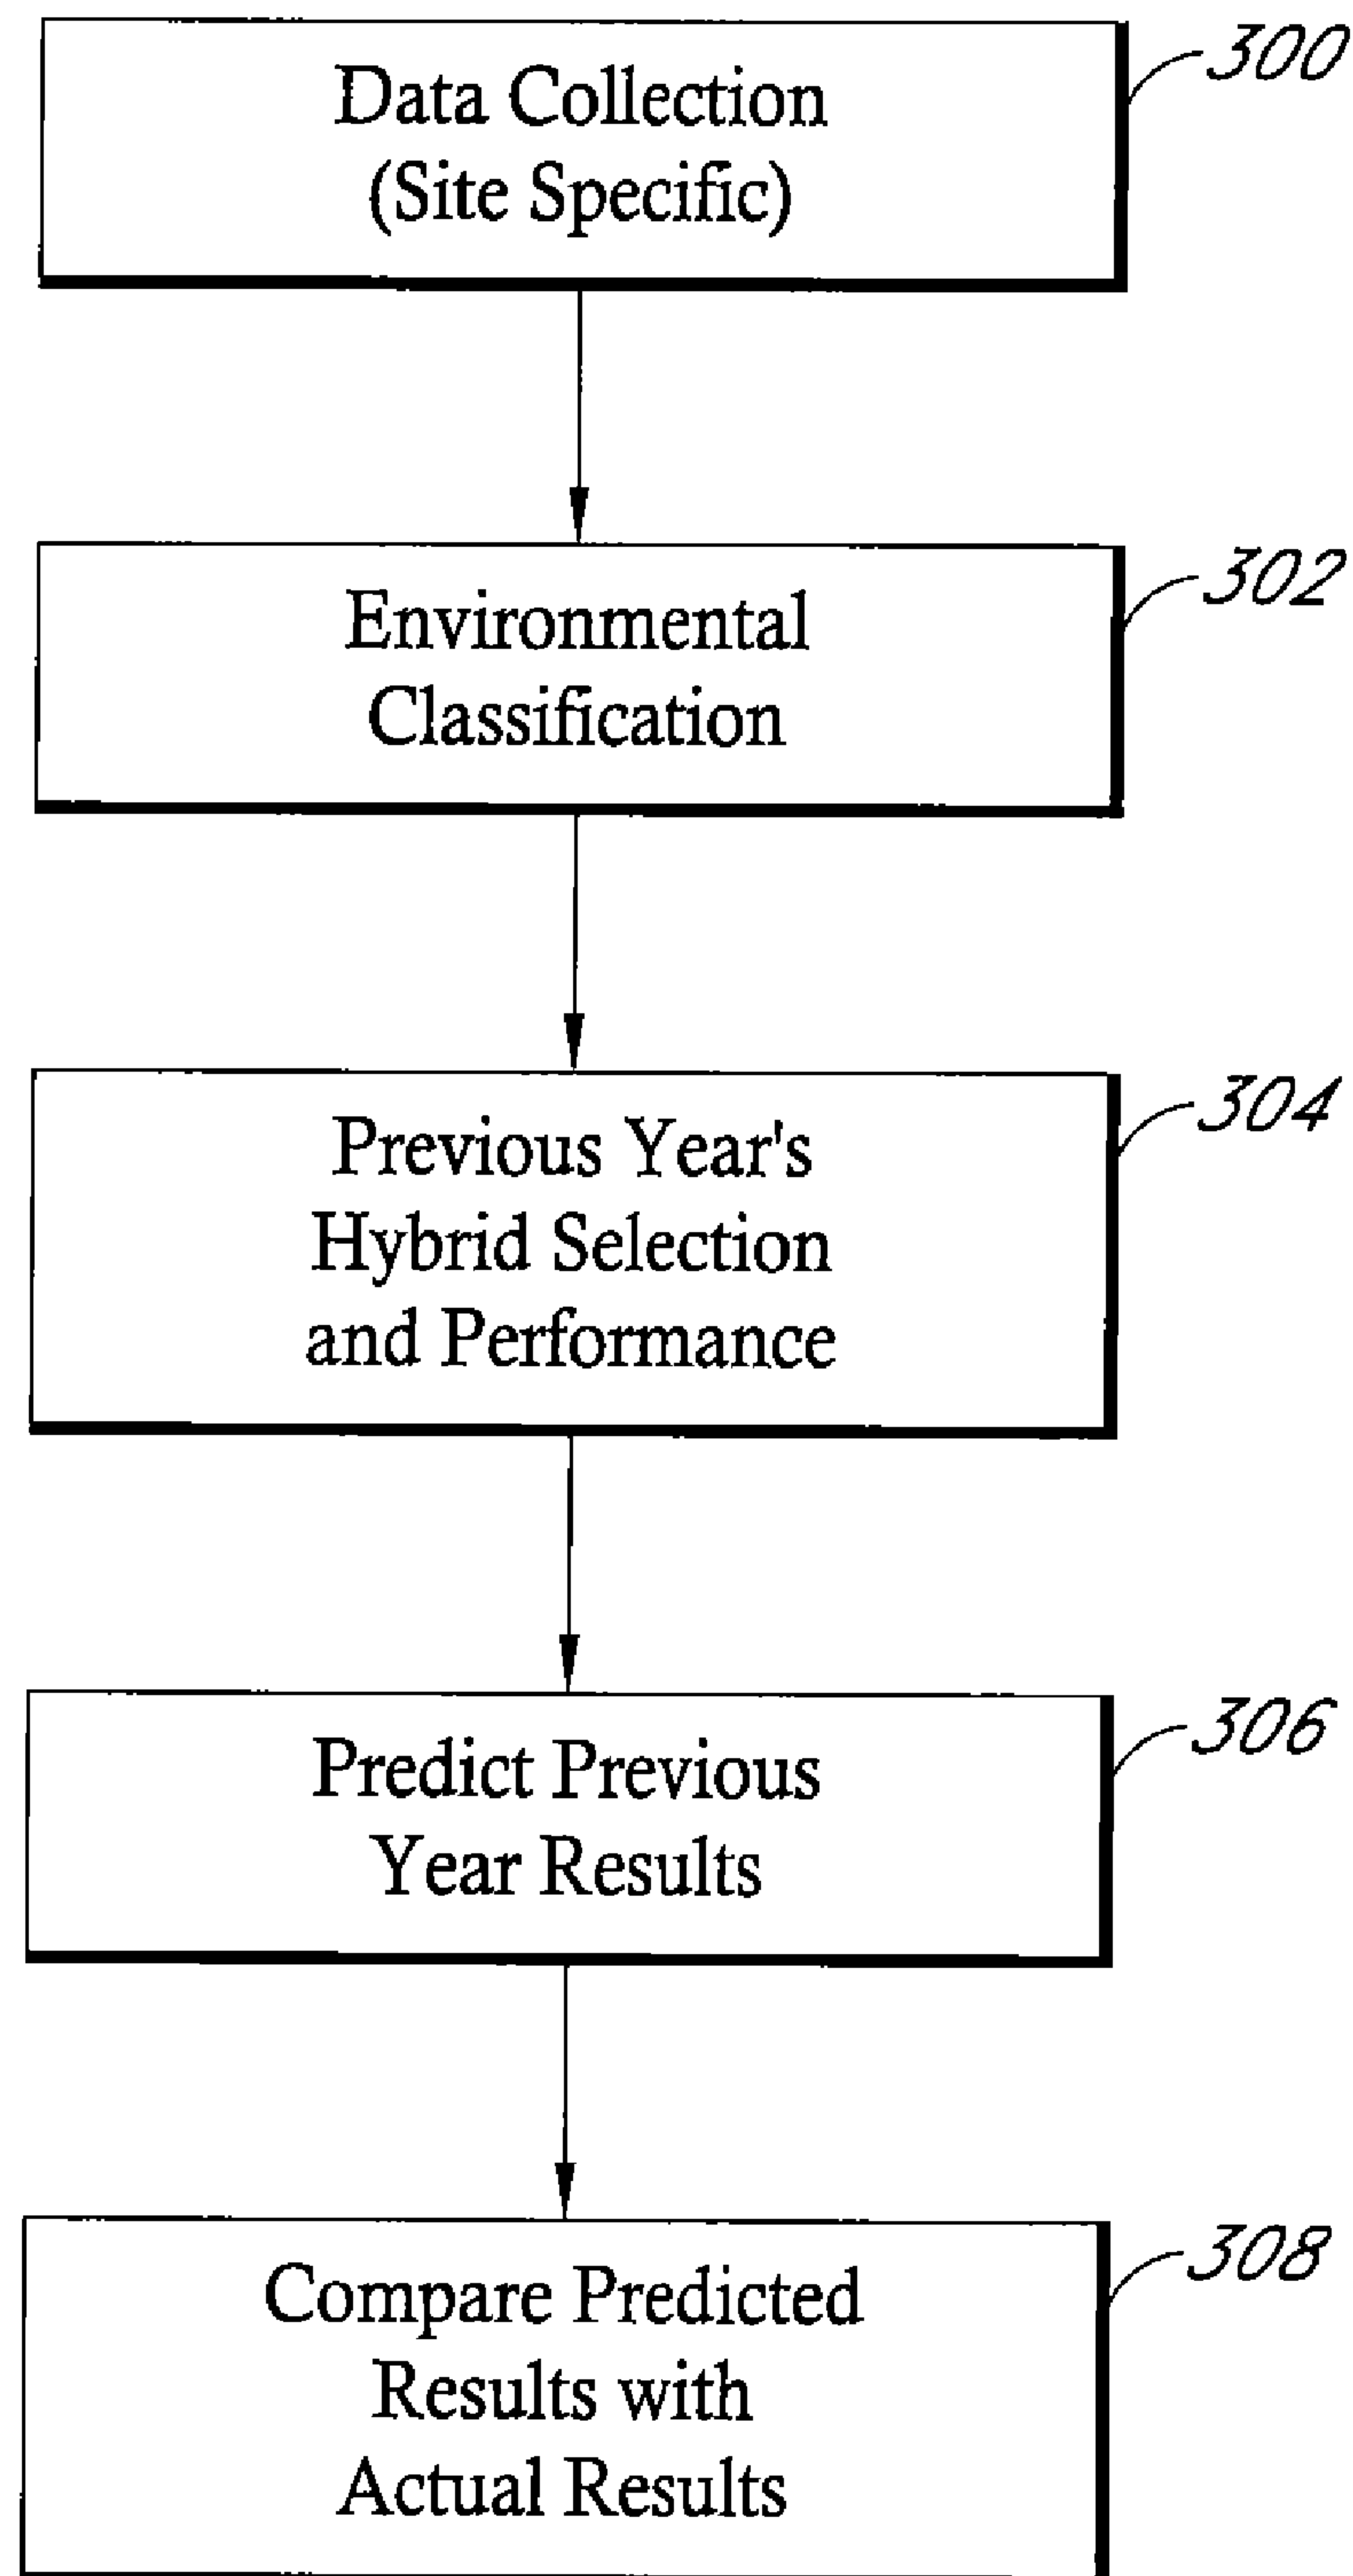 Data Collection
(Site Specific)
300
Environmental
Classification
302
Previous Year's
Hybrid Selection
and Performance
304
Predict Previous
Year Results
306
Compare Predicted
Results with
Actual Results
308